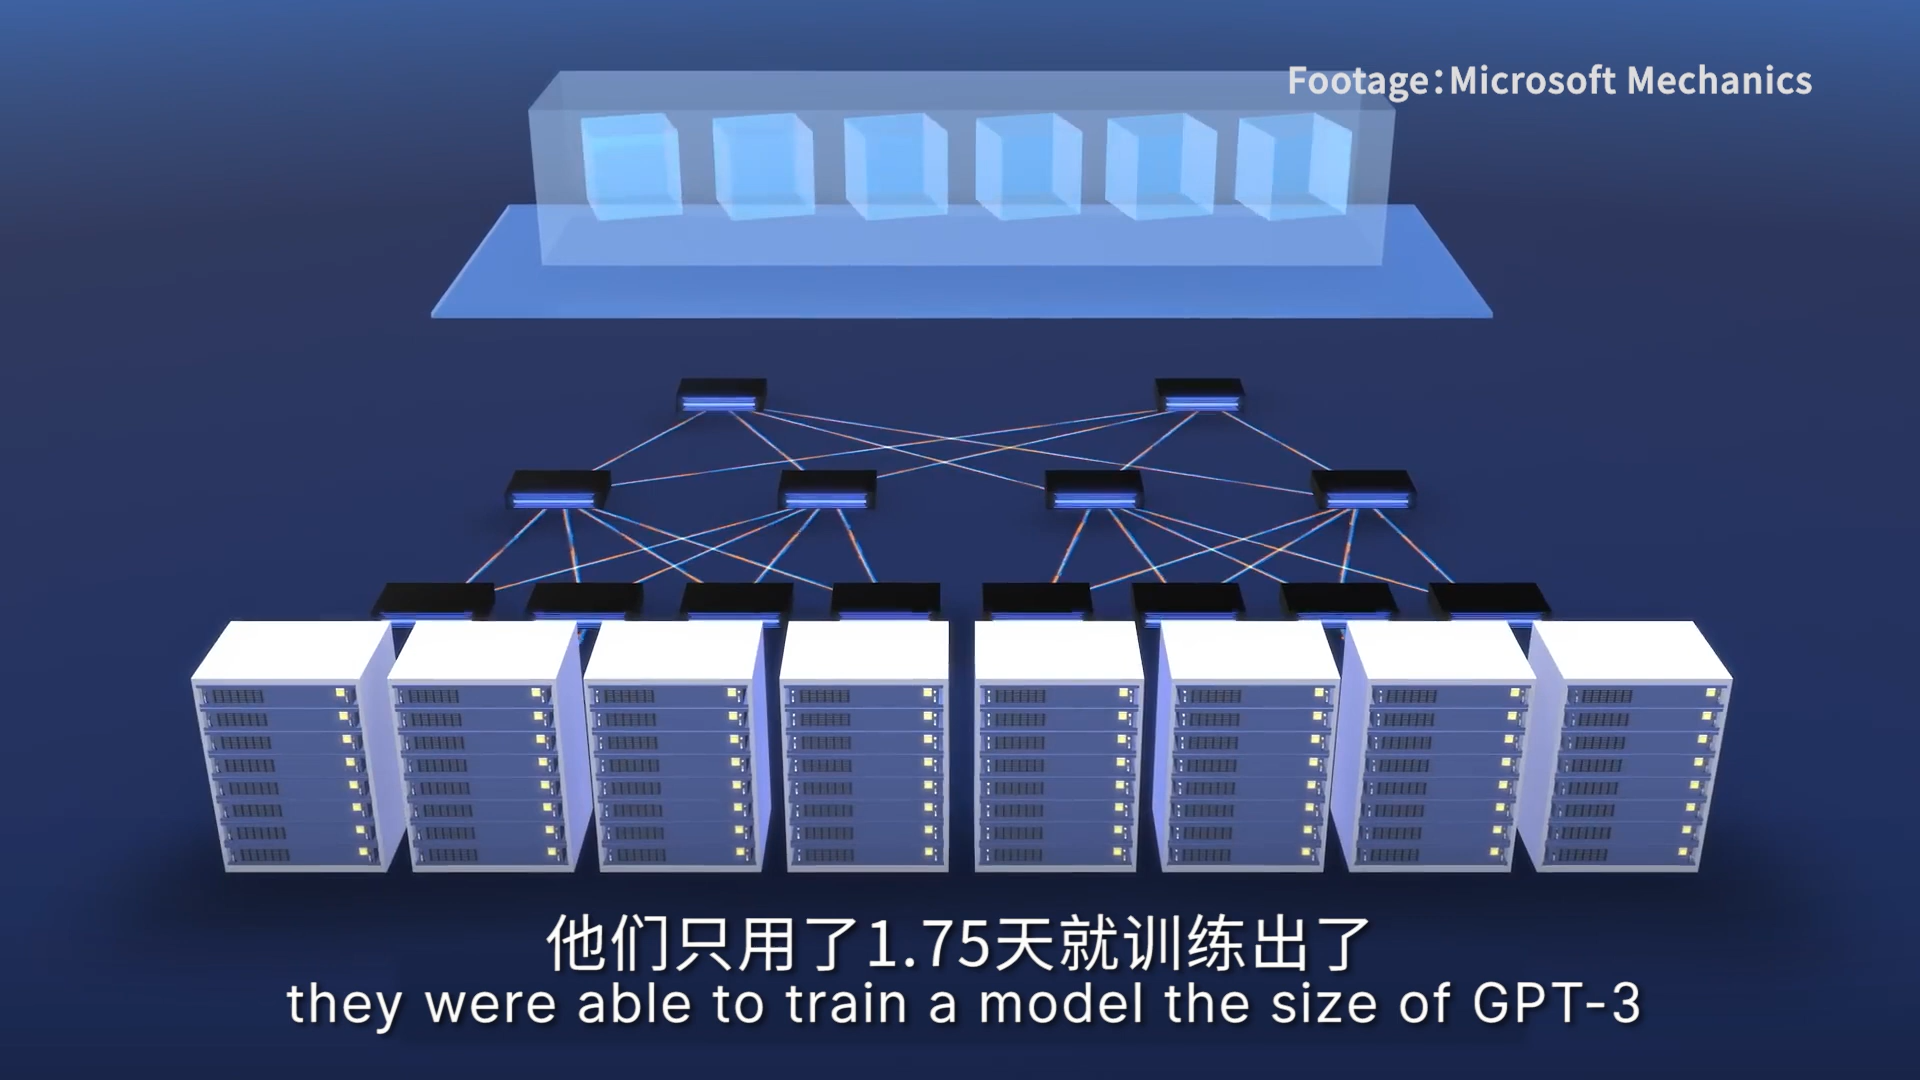 Footage:Microsoft Mechanics
他们只用了1.75天就训练出了
they were able to train a model the size of GPT-3